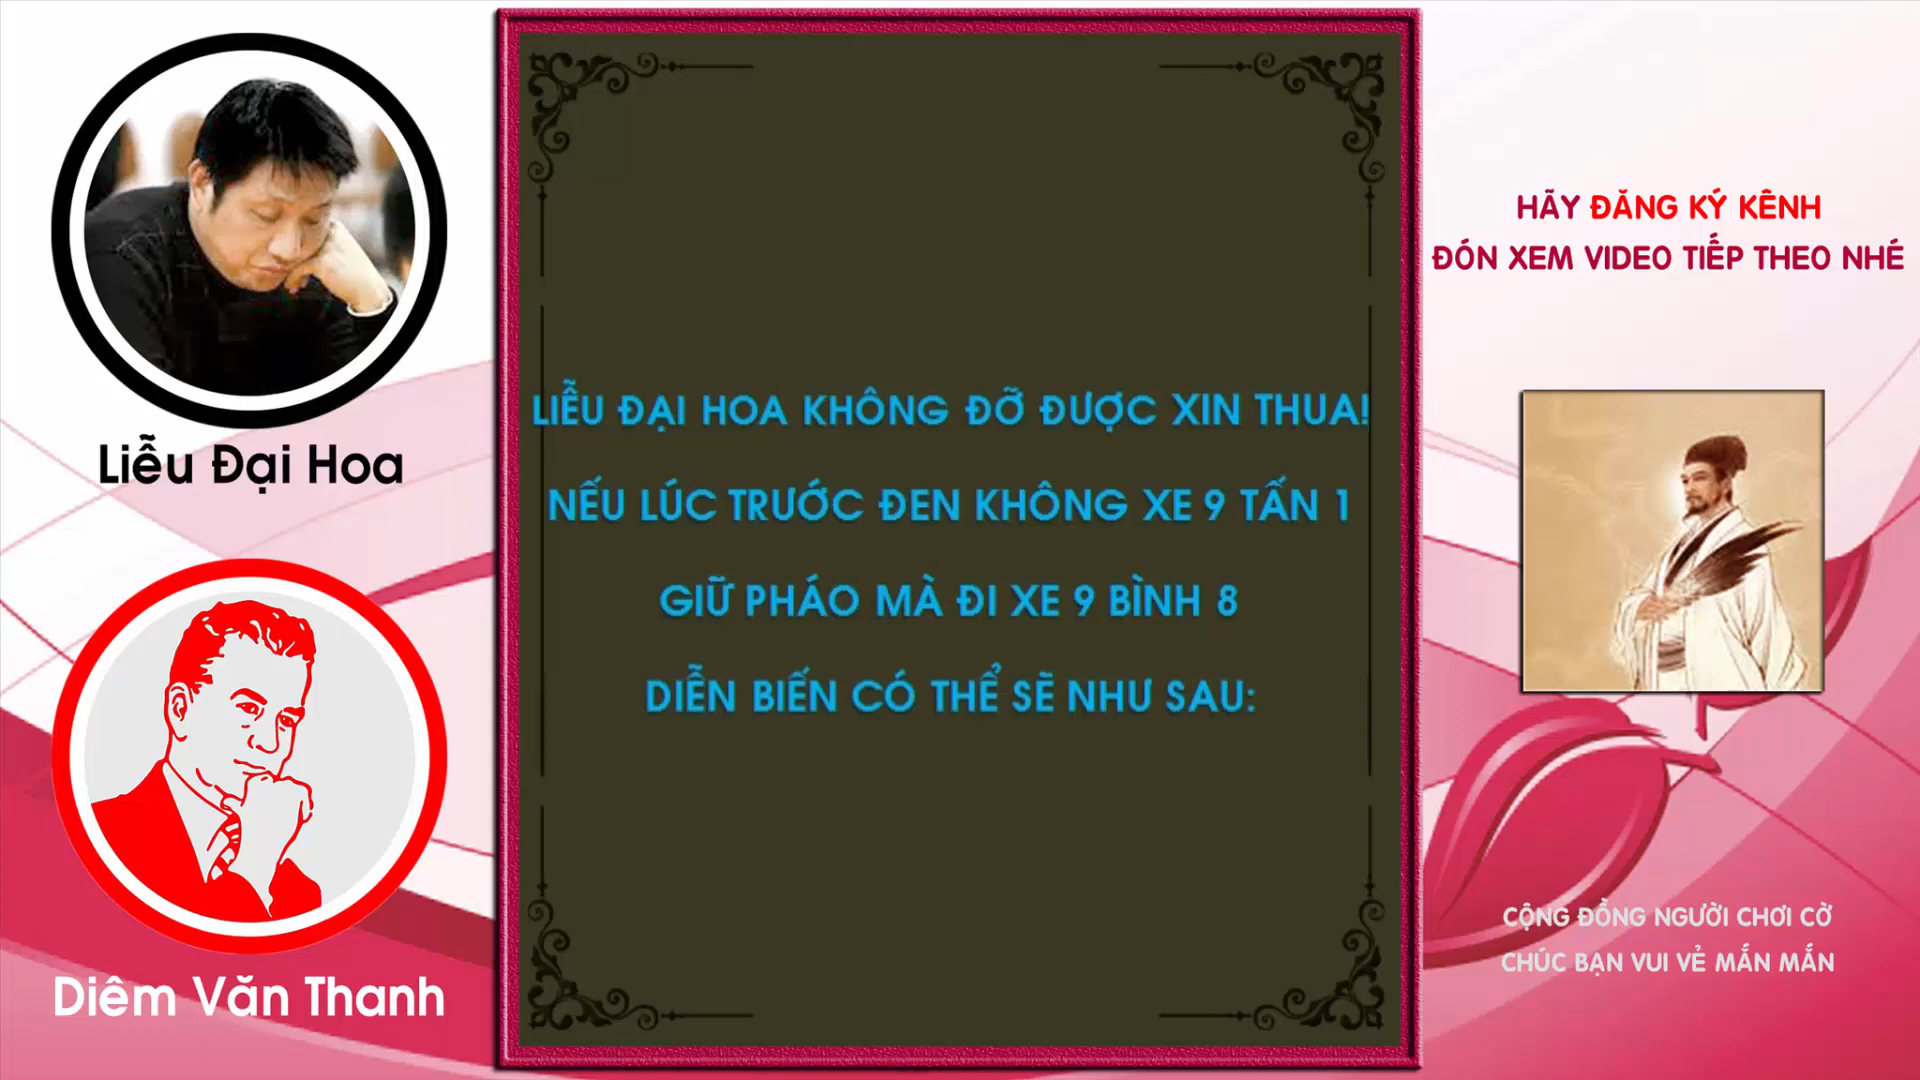 Liễu Đại Hoa
Diêm Văn Thanh
LIỄU ĐẠI HOA KHÔNG ĐỠ ĐƯỢC XIN THUA!
NẾU LÚC TRƯỚC ĐEN KHÔNG XE 9 TẤN 1
GIỮ PHÁO MÀ ĐI XE 9 BÌNH 8
DIỄN BIẾN CÓ THỂ SẼ NHƯ SAU:
HÃY ĐĂNG KÝ KÊNH
ĐÓN XEM VIDEO TIẾP THEO NHÉ
CỘNG ĐỒNG NGƯỜI CHƠI CỜ
CHÚC BẠN VUI VẺ MẮN MẮN